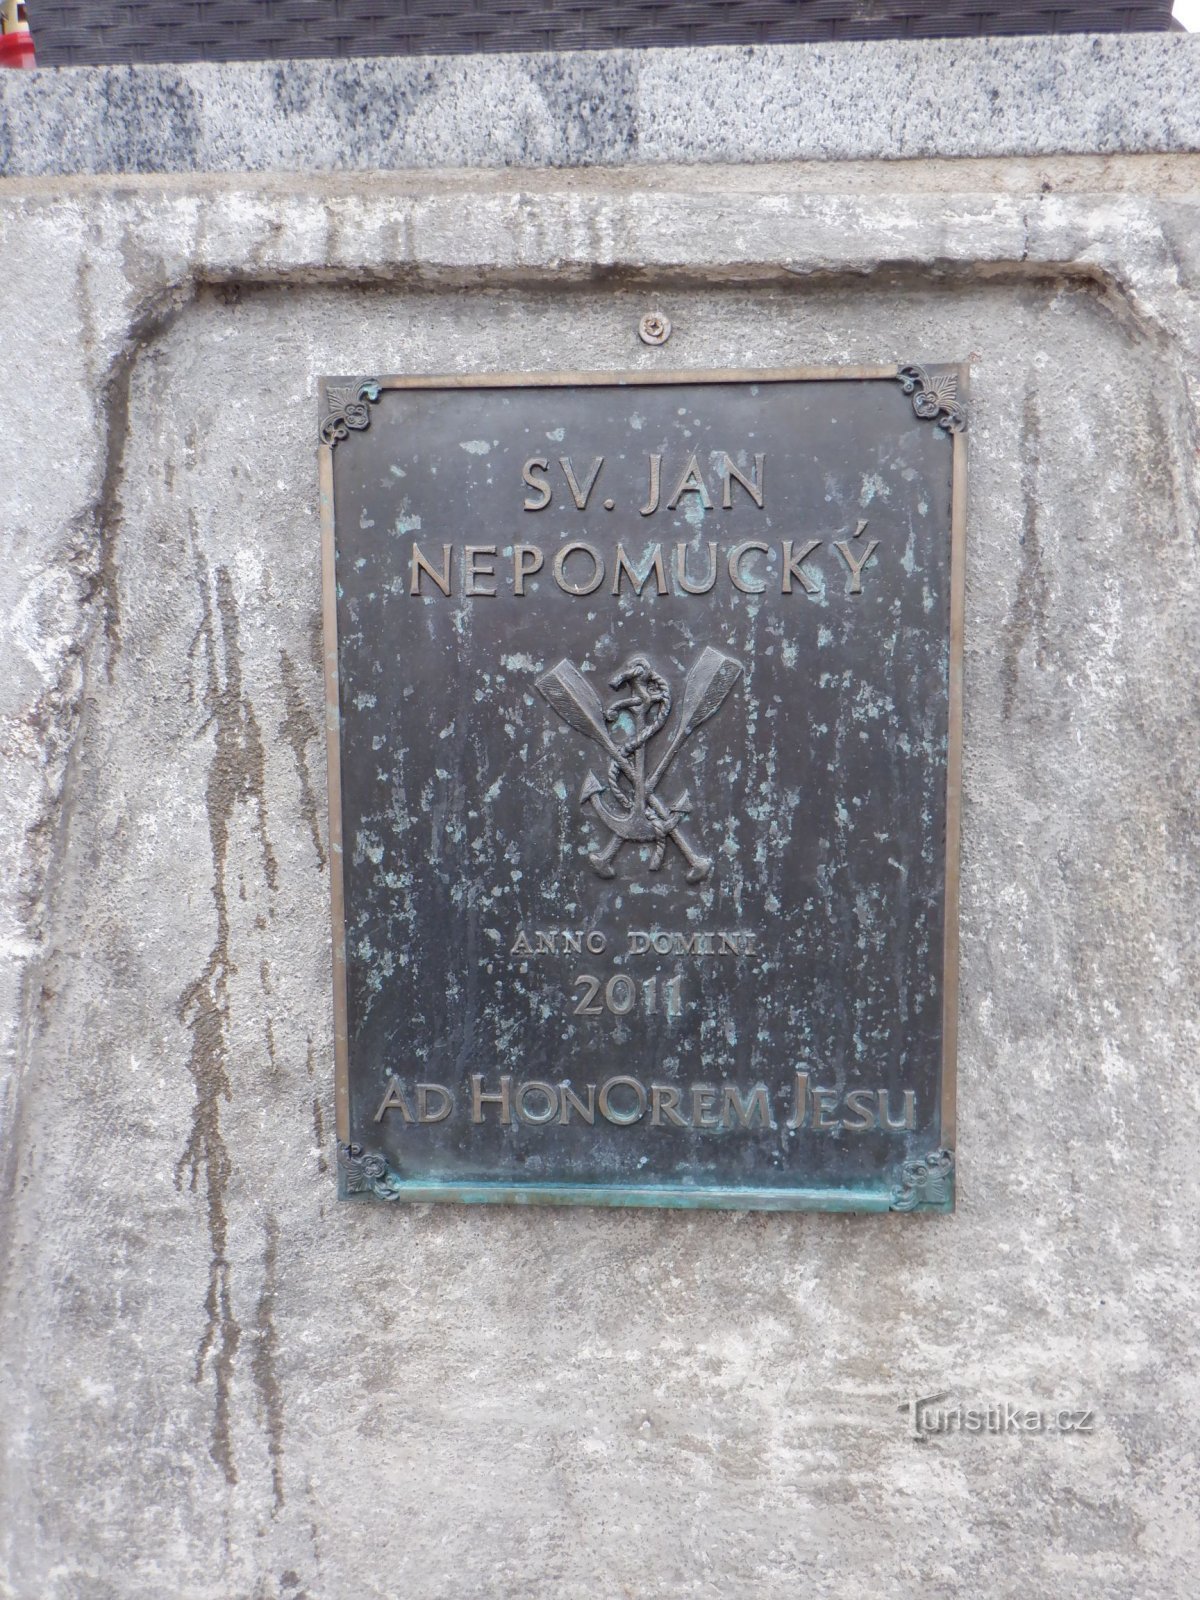 SV. JAN
NEPOMUCKÝ
ANNO DOMINI
2011
AD HONOREM JESU
Turistika.cz